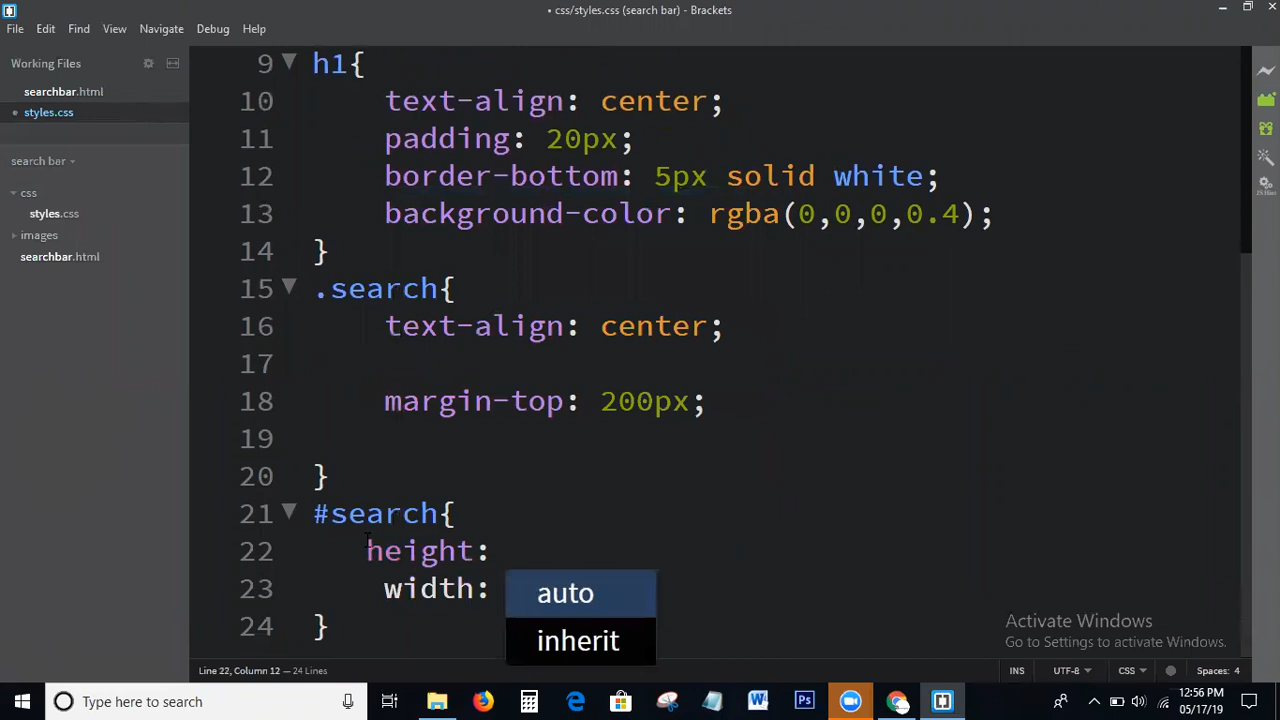 • css/styles.css (search bar) - Brackets
File Edit Find View Navigate Debug Help
Working Files
searchbar.html
• styles.css
search bar
css
styles.css
images
searchbar.html
9 h1{
10 text-align: center;
11 padding: 20px;
12 border-bottom: 5px solid white;
13 background-color: rgba(0,0,0,0.4);
14 }
15 .search{
16 text-align: center;
17
18 margin-top: 200px;
19
20 }
21 #search{
22 height:
23 width:
24 }
auto
inherit
Activate Windows
Go to Settings to activate Windows.
Line 22, Column 12 — 24 Lines
INS UTF-8 CSS Spaces: 4
Type here to search
12:56 PM
05/17/19